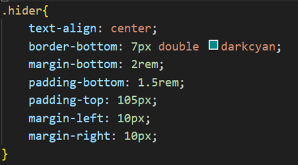 .hider{
text-align: center;
border-bottom: 7px double darkcyan;
margin-bottom: 2rem;
padding-bottom: 1.5rem;
padding-top: 105px;
margin-left: 10px;
margin-right: 10px;
}